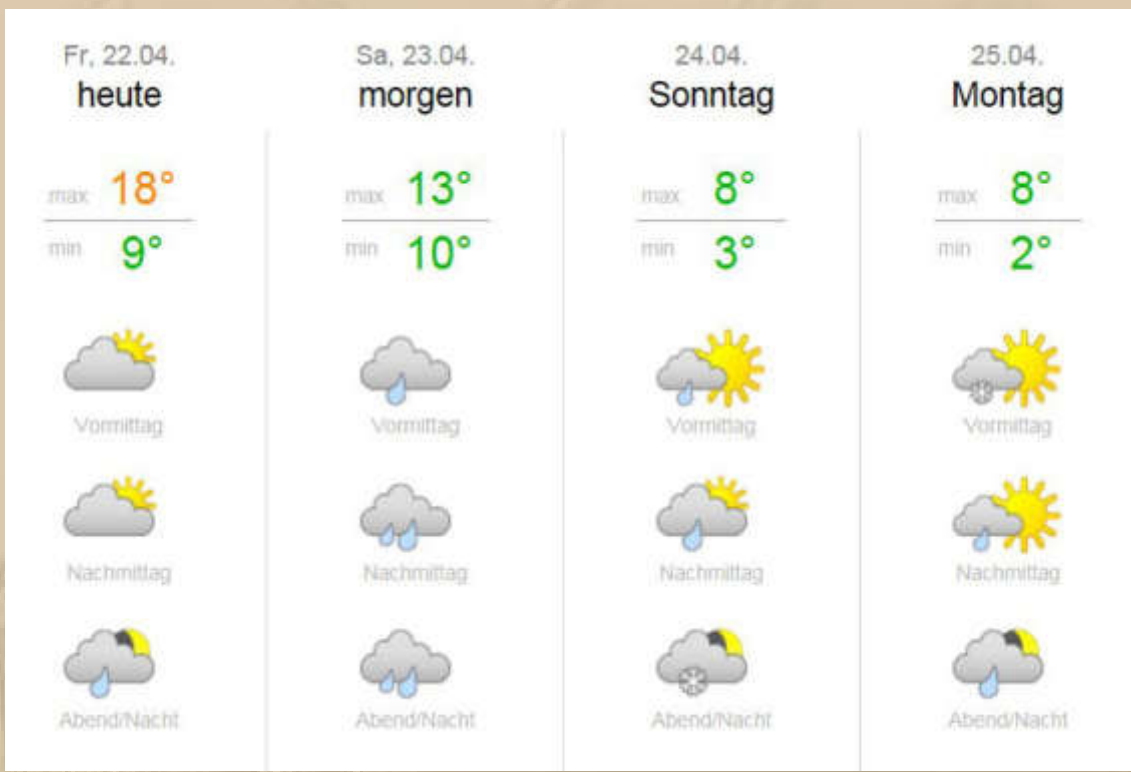 Fr, 22.04.
heute
max 18°
min 9°
Vormittag
Nachmittag
Abend/Nacht
Sa, 23.04.
morgen
max 13°
min 10°
Vormittag
Nachmittag
Abend/Nacht
24.04.
Sonntag
max 8°
min 3°
Vormittag
Nachmittag
Abend/Nacht
25.04.
Montag
max 8°
min 2°
Vormittag
Nachmittag
Abend/Nacht